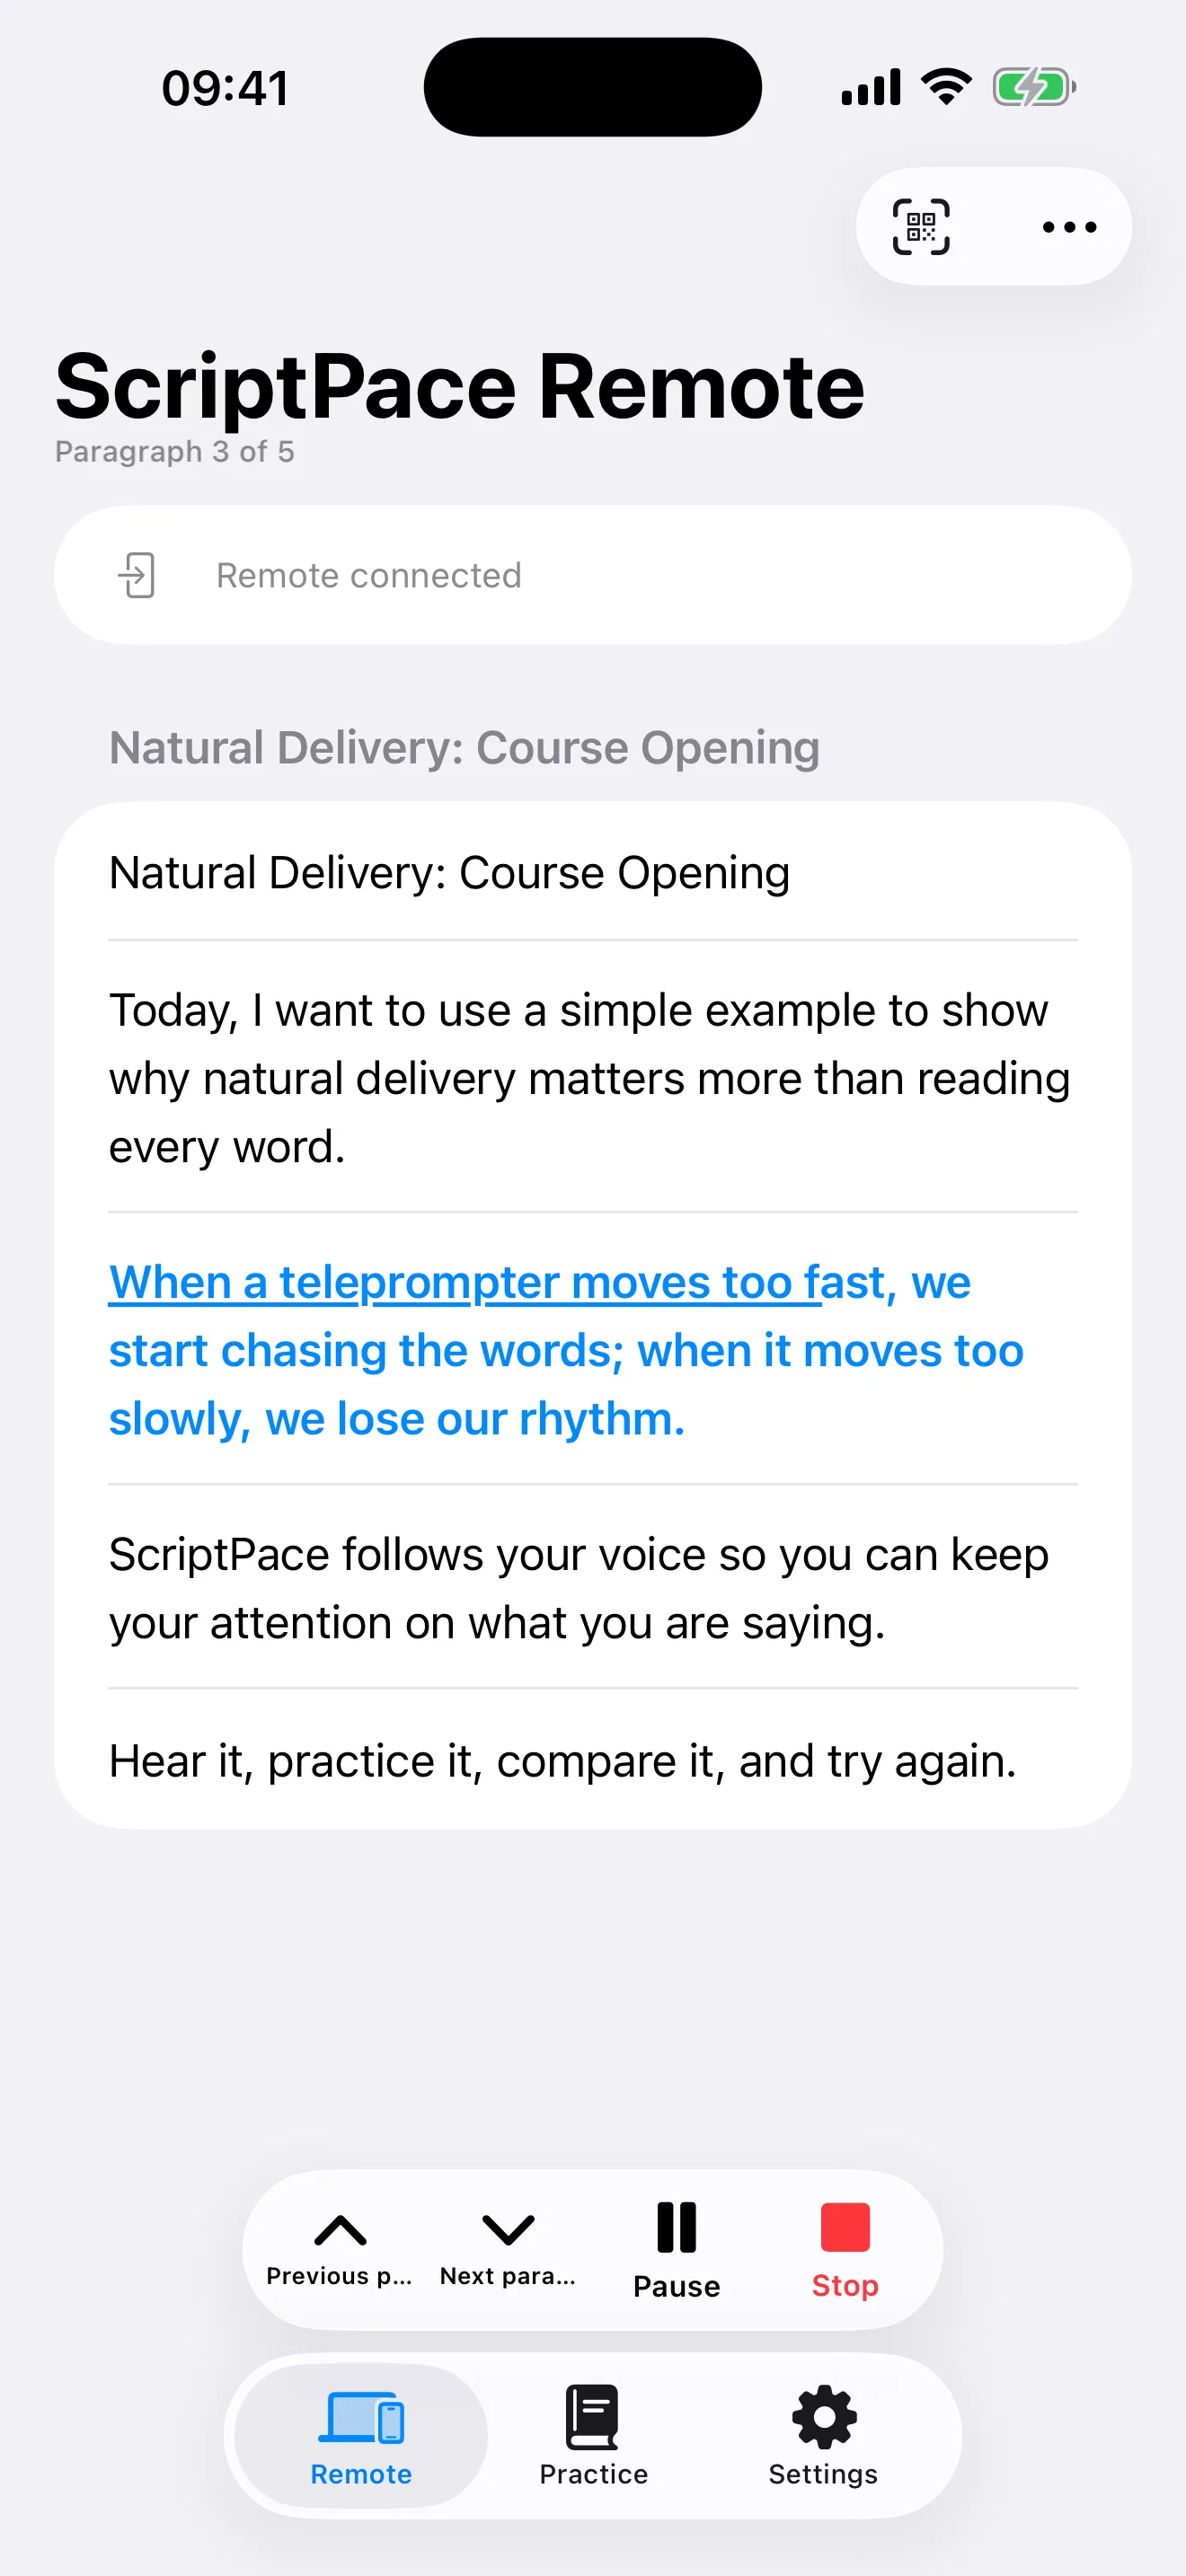 09:41
ScriptPace Remote
Paragraph 3 of 5
Remote connected
Natural Delivery: Course Opening
Natural Delivery: Course Opening
Today, I want to use a simple example to show
why natural delivery matters more than reading
every word.
When a teleprompter moves too fast, we
start chasing the words; when it moves too
slowly, we lose our rhythm.
ScriptPace follows your voice so you can keep
your attention on what you are saying.
Hear it, practice it, compare it, and try again.
Previous p... Next para... Pause Stop
Remote Practice Settings